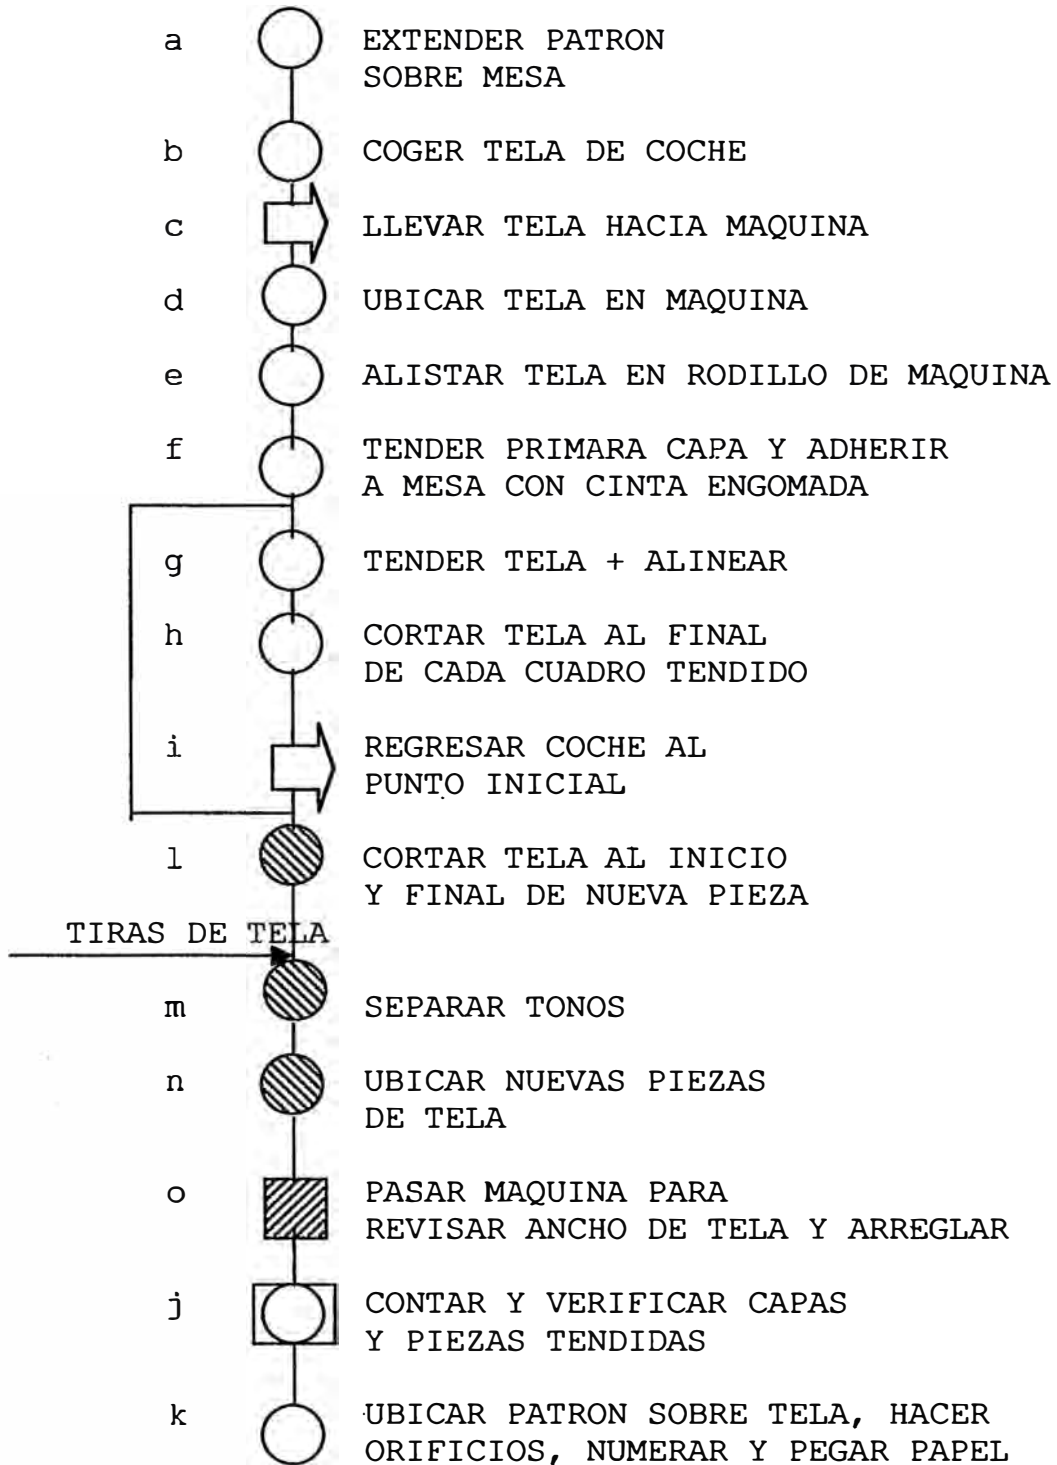 a EXTENDER PATRON
SOBRE MESA
b COGER TELA DE COCHE
c LLEVAR TELA HACIA MAQUINA
d UBICAR TELA EN MAQUINA
e ALISTAR TELA EN RODILLO DE MAQUINA
f TENDER PRIMARA CAPA Y ADHERIR
A MESA CON CINTA ENGOMADA
g TENDER TELA + ALINEAR
h CORTAR TELA AL FINAL
DE CADA CUADRO TENDIDO
i REGRESAR COCHE AL
PUNTO INICIAL
l CORTAR TELA AL INICIO
Y FINAL DE NUEVA PIEZA
TIRAS DE TELA
m SEPARAR TONOS
n UBICAR NUEVAS PIEZAS
DE TELA
o PASAR MAQUINA PARA
REVISAR ANCHO DE TELA Y ARREGLAR
j CONTAR Y VERIFICAR CAPAS
Y PIEZAS TENDIDAS
k UBICAR PATRON SOBRE TELA, HACER
ORIFICIOS, NUMERAR Y PEGAR PAPEL